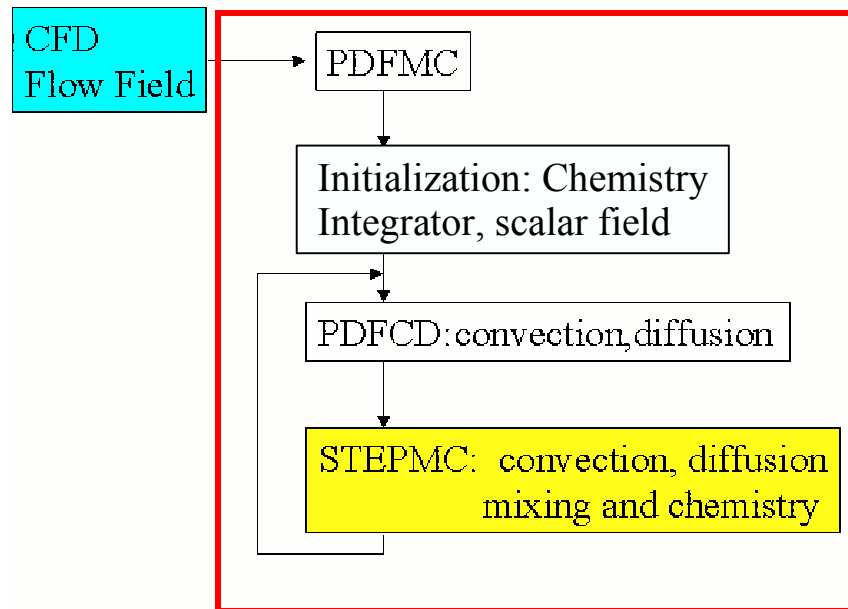 CFD
Flow Field
PDFMC
Initialization: Chemistry
Integrator, scalar field
PDFCD:convection,diffusion
STEPMC: convection, diffusion
mixing and chemistry